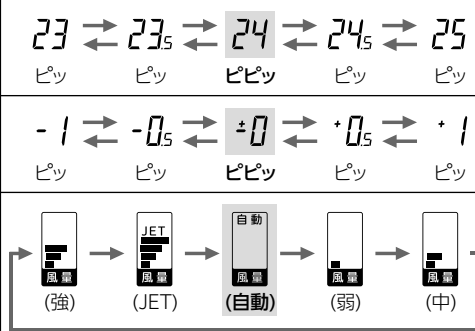 23 23.5 24 24.5 25
ピッ ピッ ピピッ ピッ ピッ
-1 -0.5 ±0 +0.5 +1
ピッ ピッ ピピッ ピッ ピッ
JET 自動
風量 風量 風量 風量 風量
(強) (JET) (自動) (弱) (中)